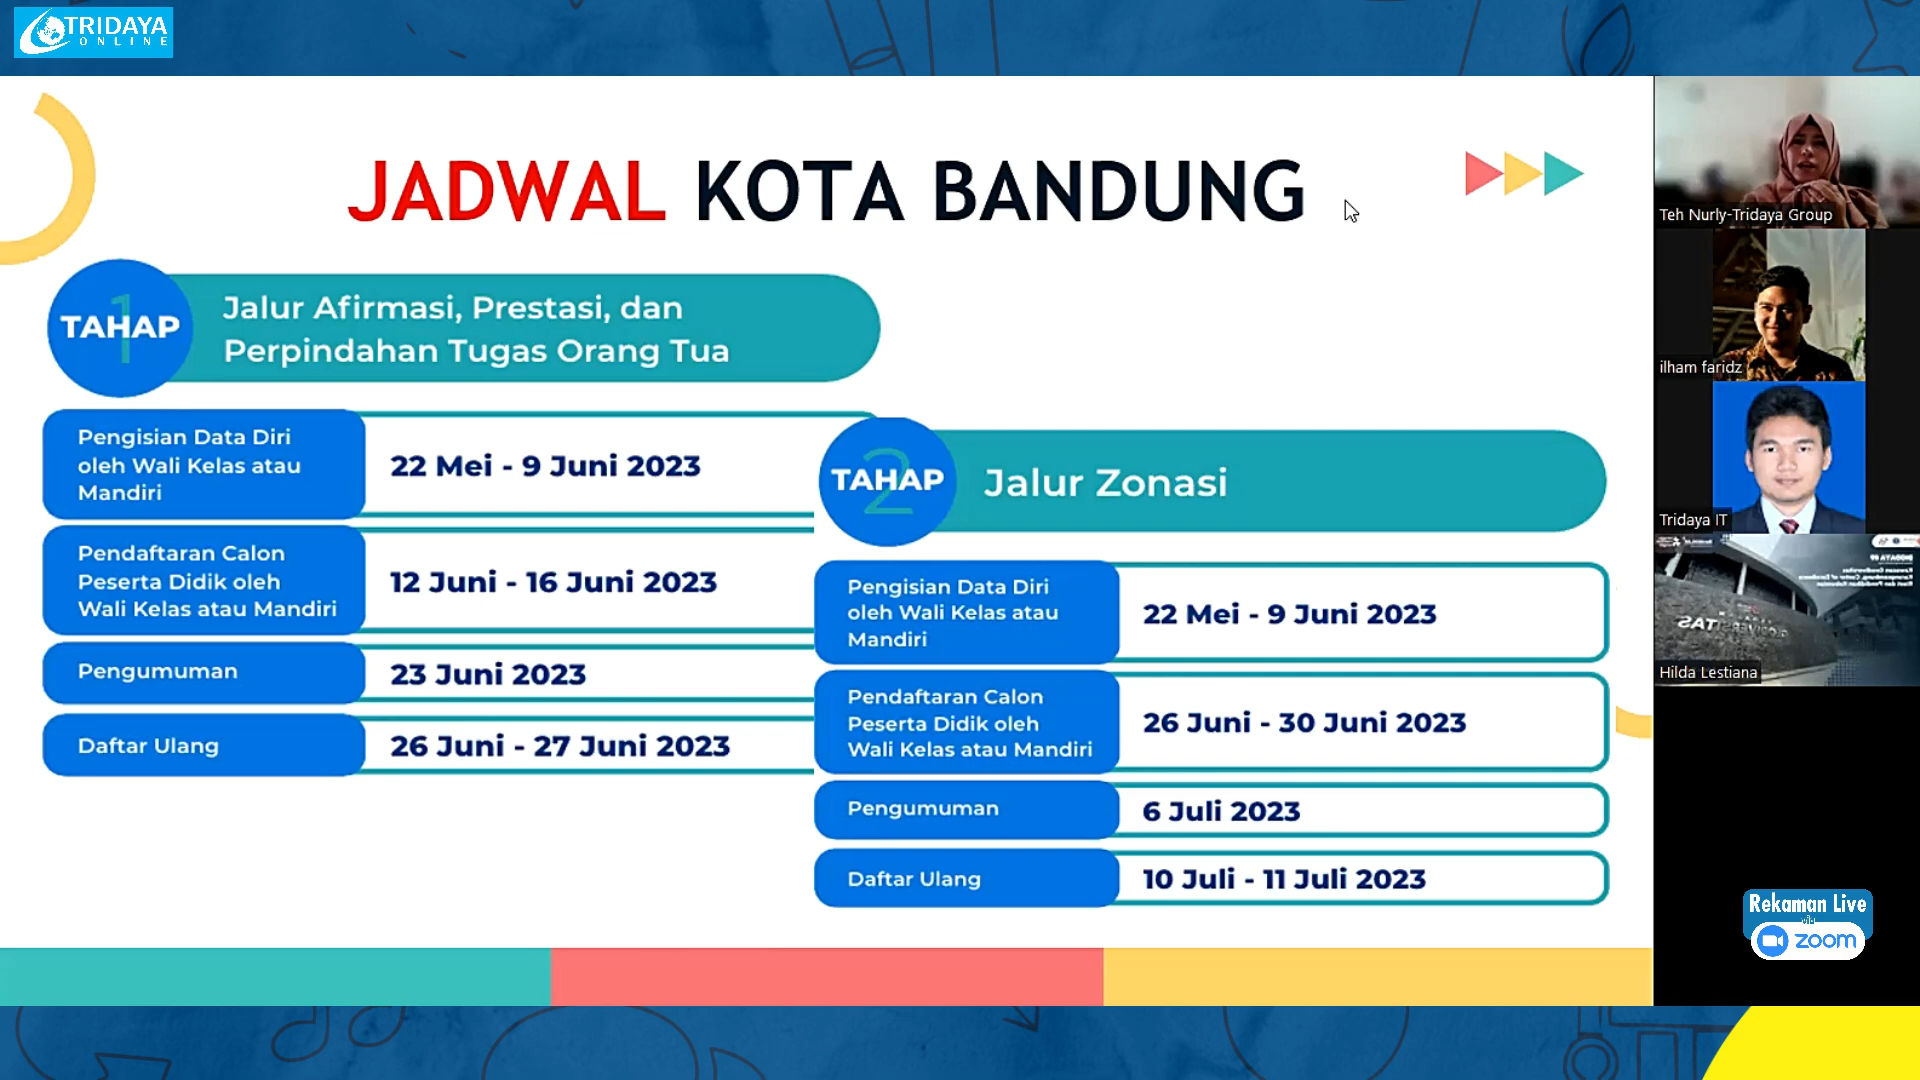 TRIDAYA
ONLINE
JADWAL KOTA BANDUNG
TAHAP 1
Jalur Afirmasi, Prestasi, dan
Perpindahan Tugas Orang Tua
Pengisian Data Diri
oleh Wali Kelas atau
Mandiri
22 Mei - 9 Juni 2023
Pendaftaran Calon
Peserta Didik oleh
Wali Kelas atau Mandiri
12 Juni - 16 Juni 2023
Pengumuman
23 Juni 2023
Daftar Ulang
26 Juni - 27 Juni 2023
TAHAP 2
Jalur Zonasi
Pengisian Data Diri
oleh Wali Kelas atau
Mandiri
22 Mei - 9 Juni 2023
Pendaftaran Calon
Peserta Didik oleh
Wali Kelas atau Mandiri
26 Juni - 30 Juni 2023
Pengumuman
6 Juli 2023
Daftar Ulang
10 Juli - 11 Juli 2023
Teh Nurly-Tridaya Group
ilham faridz
Tridaya IT
Hilda Lestiana
Rekaman Live
via
zoom